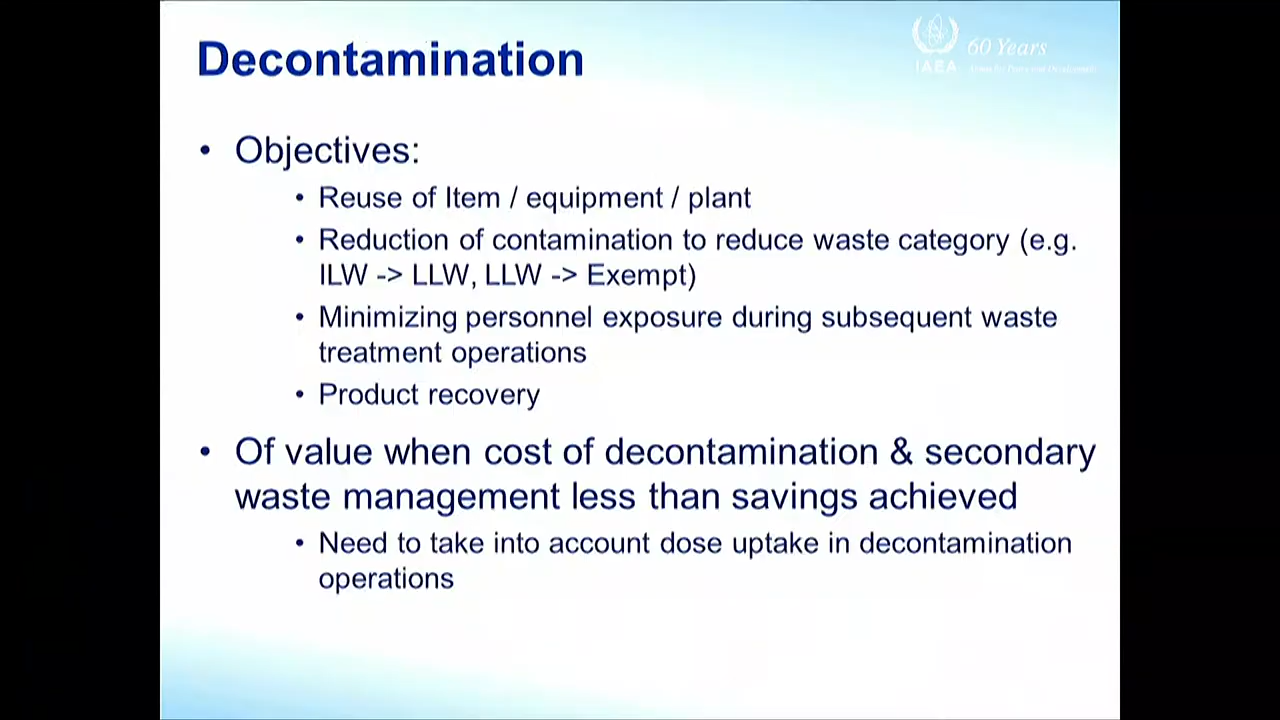 Decontamination
IAEA
60 Years
• Objectives:
• Reuse of Item / equipment / plant
• Reduction of contamination to reduce waste category (e.g.
ILW -> LLW, LLW -> Exempt)
• Minimizing personnel exposure during subsequent waste
treatment operations
• Product recovery
• Of value when cost of decontamination & secondary
waste management less than savings achieved
• Need to take into account dose uptake in decontamination
operations